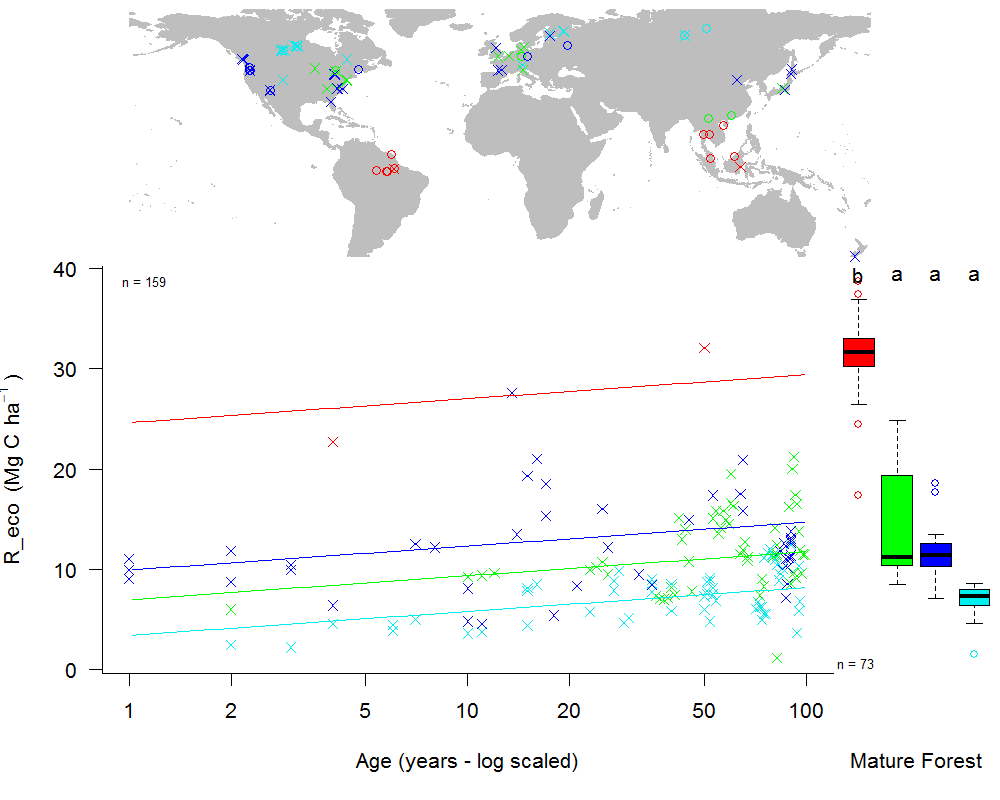 40
n = 159
b a a a
30
20
10
0
R_eco (Mg C ha⁻¹)
n = 73
1 2 5 10 20 50 100
Age (years - log scaled)
Mature Forest